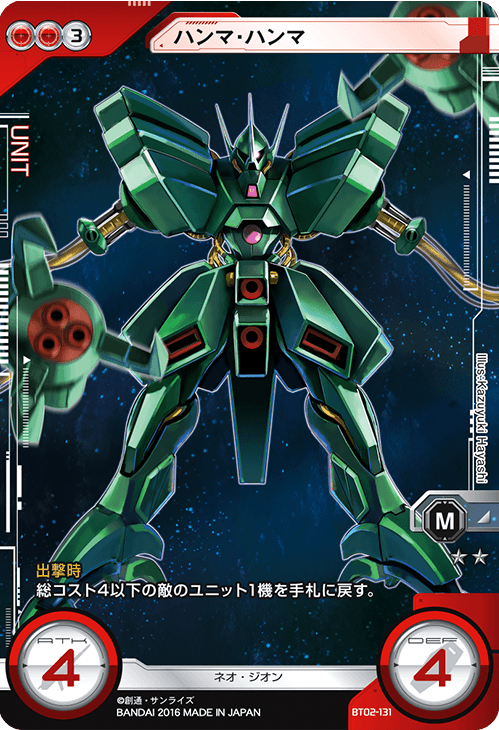 3
ハンマ・ハンマ
UNIT
Illus:Kazuyuki Hayashi
M
出撃時
総コスト4以下の敵のユニット1機を手札に戻す。
ATK
4
DEF
4
ネオ・ジオン
©創通・サンライズ
BANDAI 2016 MADE IN JAPAN
BT02-131